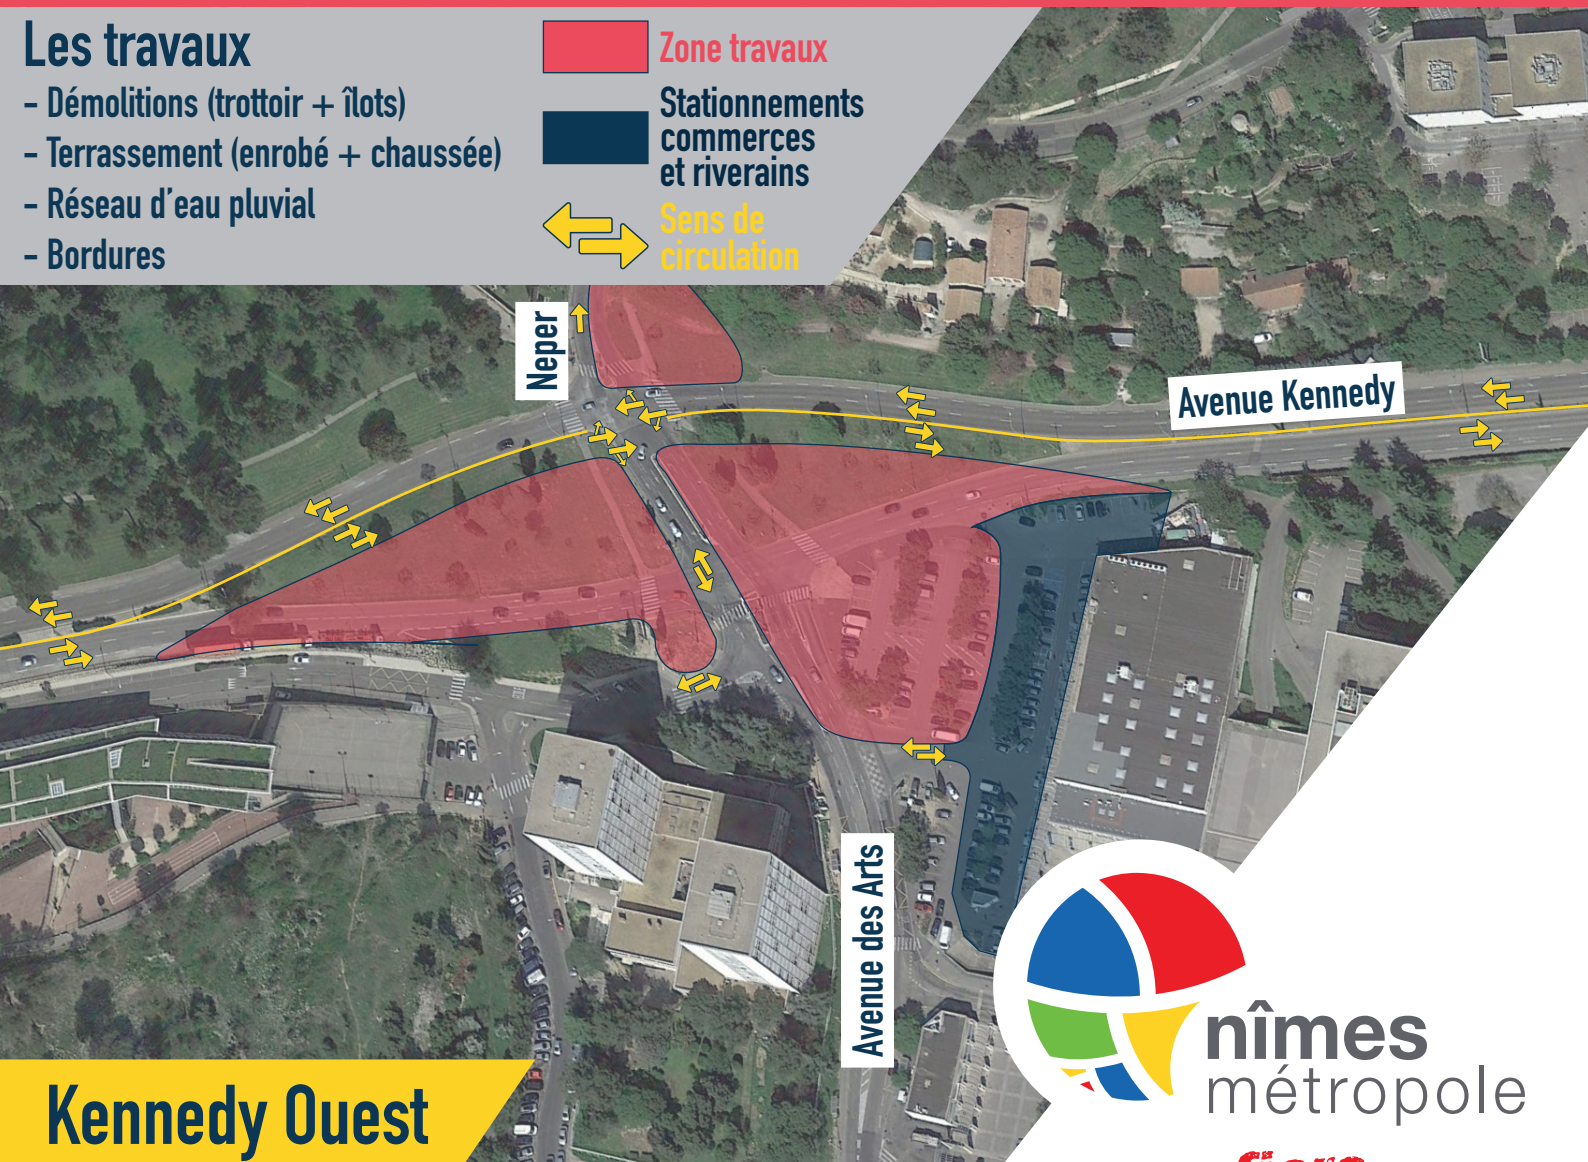 Les travaux
- Démolitions (trottoir + îlots)
- Terrassement (enrobé + chaussée)
- Réseau d'eau pluvial
- Bordures
Zone travaux
Stationnements
commerces
et riverains
Sens de
circulation
Neper
Avenue Kennedy
Avenue des Arts
Kennedy Ouest
nîmes
métropole